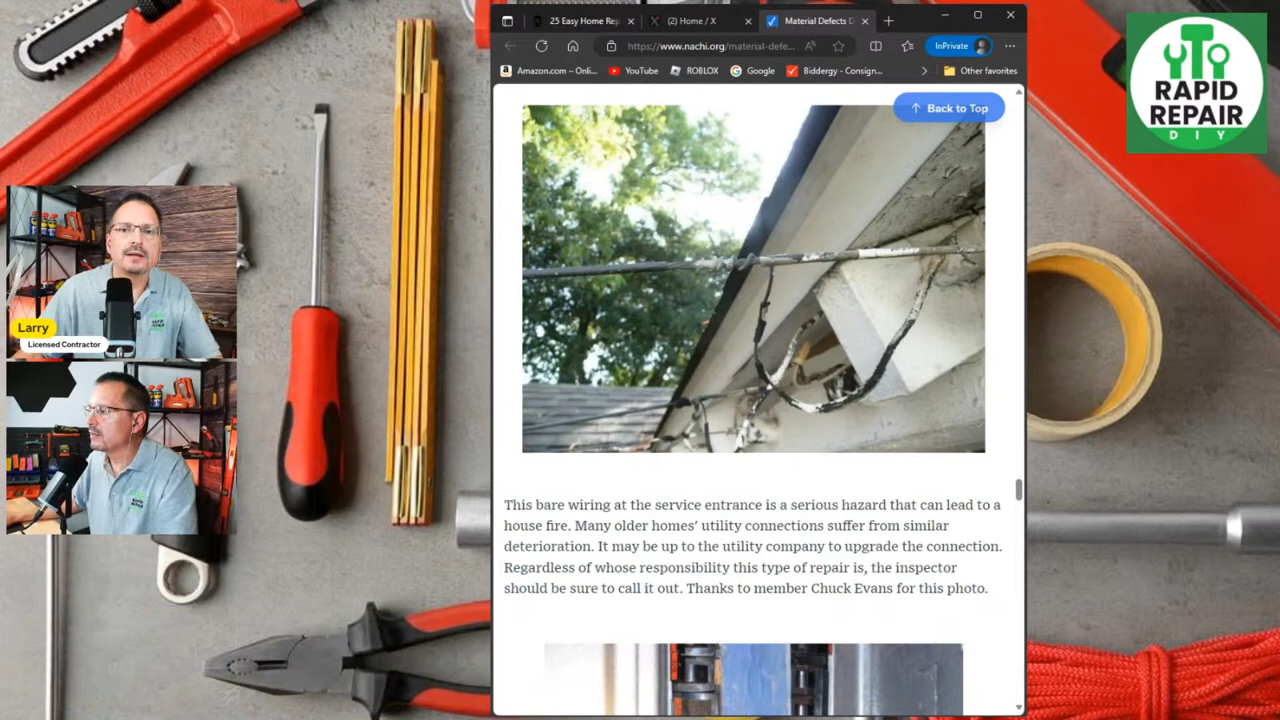 25 Easy Home Rep
(2) Home / X
Material Defects D
https://www.nachi.org/material-defe...
InPrivate
Amazon.com – Onli...
YouTube
ROBLOX
Google
Biddergy - Consign...
Other favorites
Back to Top
RAPID
REPAIR
DIY
Larry
Licensed Contractor
This bare wiring at the service entrance is a serious hazard that can lead to a
house fire. Many older homes' utility connections suffer from similar
deterioration. It may be up to the utility company to upgrade the connection.
Regardless of whose responsibility this type of repair is, the inspector
should be sure to call it out. Thanks to member Chuck Evans for this photo.